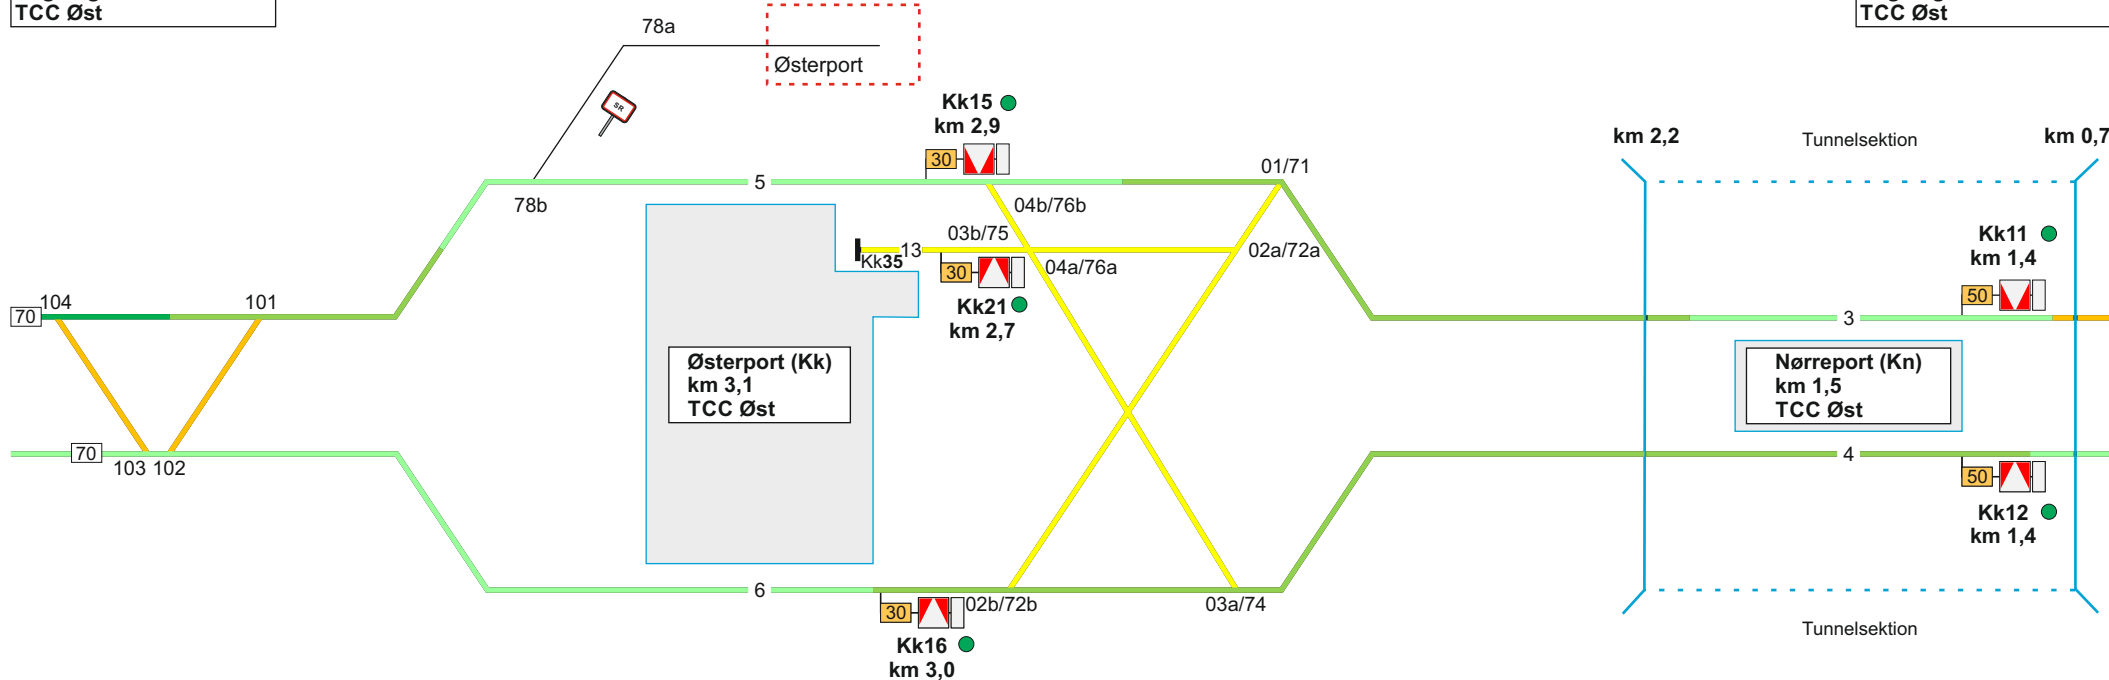 TCC Øst
TCC Øst
78a
Østerport
SR
Kk15
km 2,9
30
5
78b
01/71
04b/76b
03b/75
13
Kk35
30
04a/76a
02a/72a
Kk21
km 2,7
km 2,2
Tunnelsektion
km 0,7
Kk11
km 1,4
50
104
101
70
3
Østerport (Kk)
km 3,1
TCC Øst
Nørreport (Kn)
km 1,5
TCC Øst
70
103 102
4
50
Kk12
km 1,4
6
30
02b/72b
03a/74
Kk16
km 3,0
Tunnelsektion